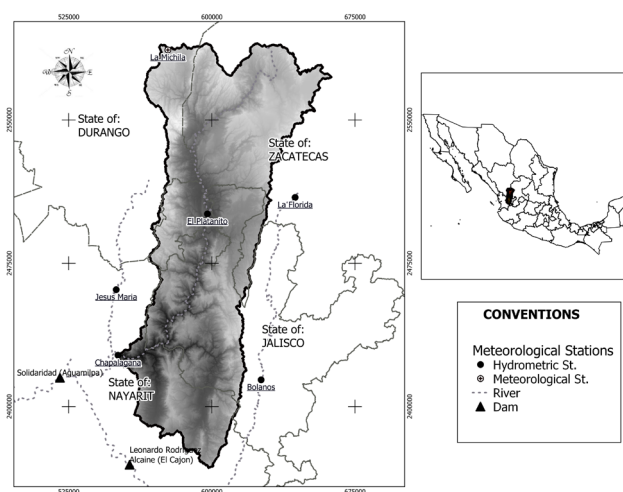 525000 600000 675000
N
E
S
La Michila
2550000
2550000
State of:
DURANGO
State of:
ZACATECAS
La Florida
El Platanito
2475000
2475000
Jesus Maria
State of:
JALISCO
Chapalagana
Solidaridad (Aguamilpa)
State of:
NAYARIT
Bolanos
2400000
2400000
Leonardo Rodriguez
Alcaine (El Cajon)
525000 600000 675000
CONVENTIONS
Meteorological Stations
Hydrometric St.
Meteorological St.
River
Dam